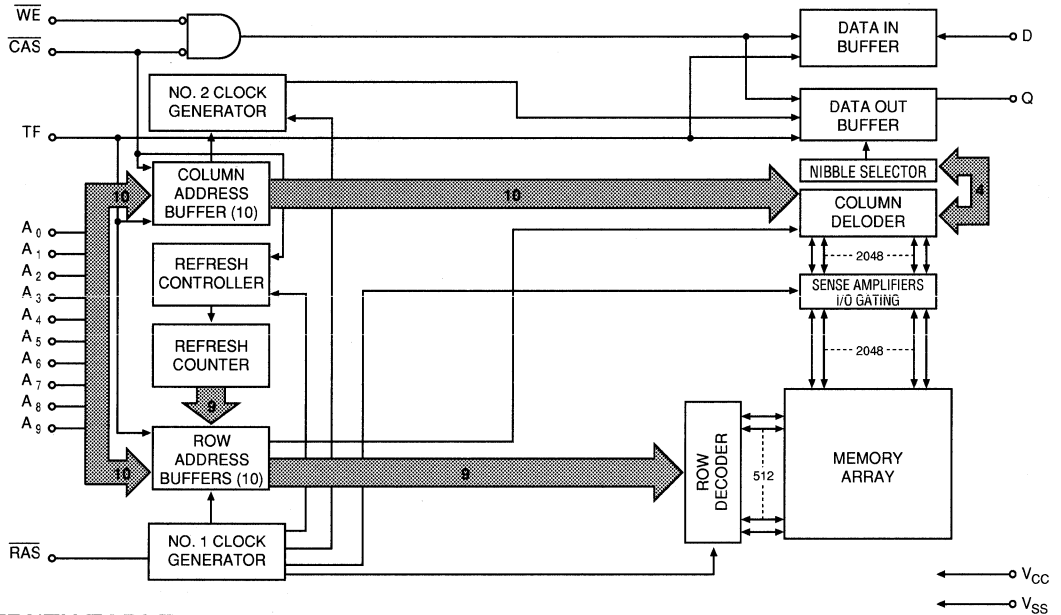 WE
CAS
TF
A0
A1
A2
A3
A4
A5
A6
A7
A8
A9
RAS
NO. 2 CLOCK
GENERATOR
COLUMN
ADDRESS
BUFFER (10)
REFRESH
CONTROLLER
REFRESH
COUNTER
9
ROW
ADDRESS
BUFFERS (10)
NO. 1 CLOCK
GENERATOR
10
10
10
9
DATA IN
BUFFER
DATA OUT
BUFFER
NIBBLE SELECTOR
COLUMN
DELODER
4
2048
SENSE AMPLIFIERS
I/O GATING
2048
ROW
DECODER
512
MEMORY
ARRAY
D
Q
VCC
VSS